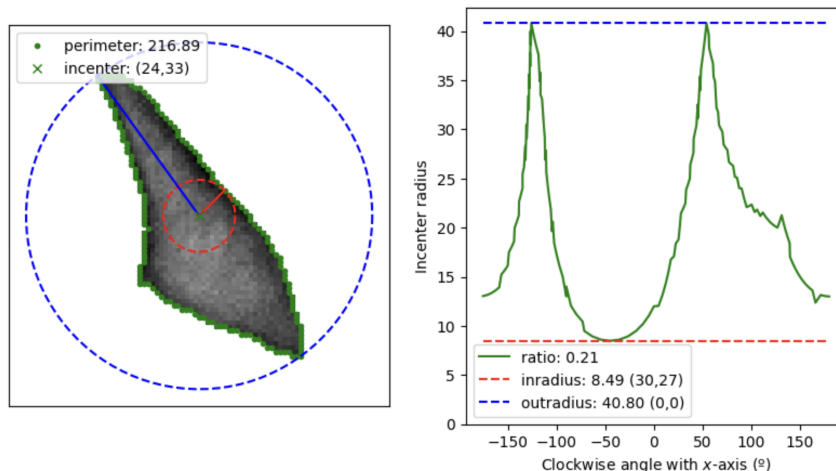 perimeter: 216.89
incenter: (24,33)
Incenter radius
40
35
30
25
20
15
10
5
0
ratio: 0.21
inradius: 8.49 (30,27)
outradius: 40.80 (0,0)
−150 −100 −50 0 50 100 150
Clockwise angle with x-axis (º)